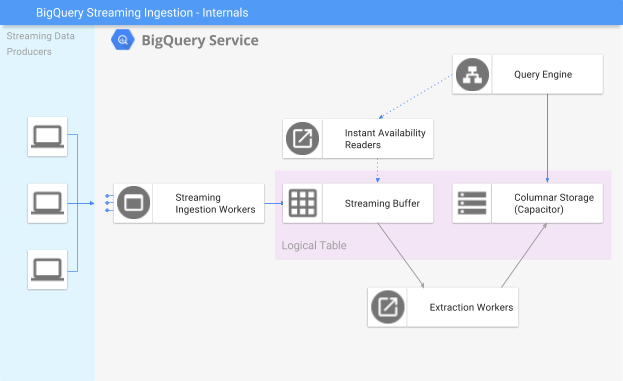 BigQuery Streaming Ingestion - Internals
Streaming Data
Producers
BigQuery Service
Query Engine
Instant Availability
Readers
Streaming
Ingestion Workers
Streaming Buffer
Columnar Storage
(Capacitor)
Logical Table
Extraction Workers